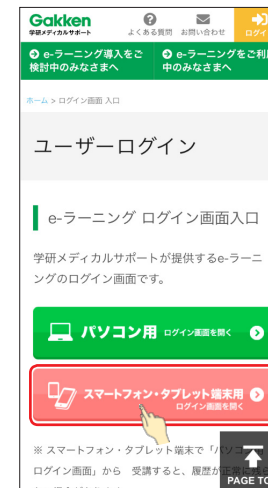 Gakken
学研メディカルサポート
よくある質問
お問い合わせ
ログイ
e-ラーニング導入をご
検討中のみなさまへ
e-ラーニングをご利
中のみなさまへ
ホーム > ログイン画面 入口
ユーザーログイン
e-ラーニング ログイン画面入口
学研メディカルサポートが提供するe-ラーニ
ングのログイン画面です。
パソコン用 ログイン画面を開く
スマートフォン・タブレット端末用
ログイン画面を開く
※ スマートフォン・タブレット端末で「パソコ
ログイン画面」から 受講すると、履歴が正常に残ら
PAGE TO